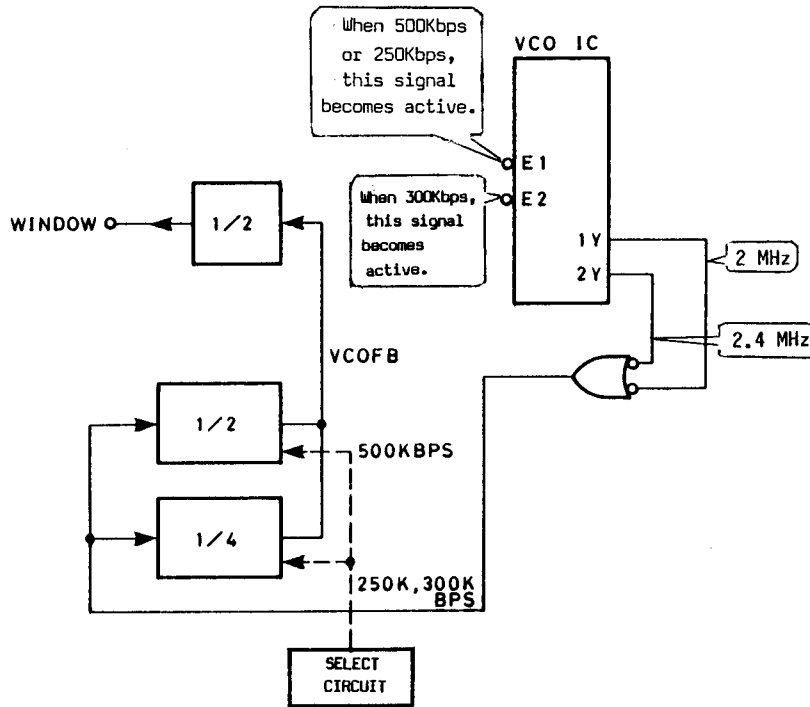 When 500Kbps
or 250Kbps,
this signal
becomes active.
VCO IC
E1
E2
When 300Kbps,
this signal
becomes
active.
WINDOW
1/2
1Y
2Y
2 MHz
2.4 MHz
VCOFB
1/2
500KBPS
1/4
250K,300K
BPS
SELECT
CIRCUIT